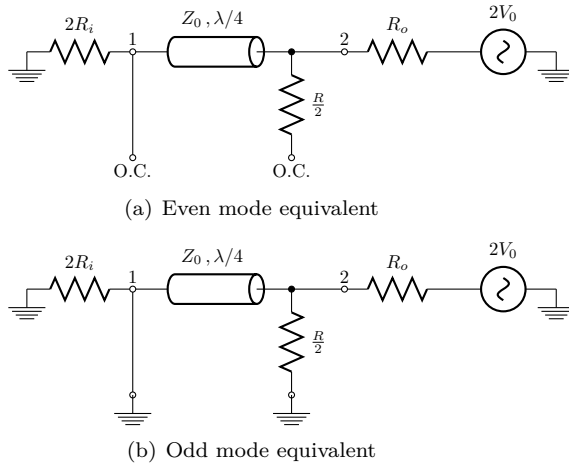 2R_i 1 Z_0 , λ/4 2 R_o 2V_0
R/2
O.C. O.C.
(a) Even mode equivalent
2R_i 1 Z_0 , λ/4 2 R_o 2V_0
R/2
(b) Odd mode equivalent